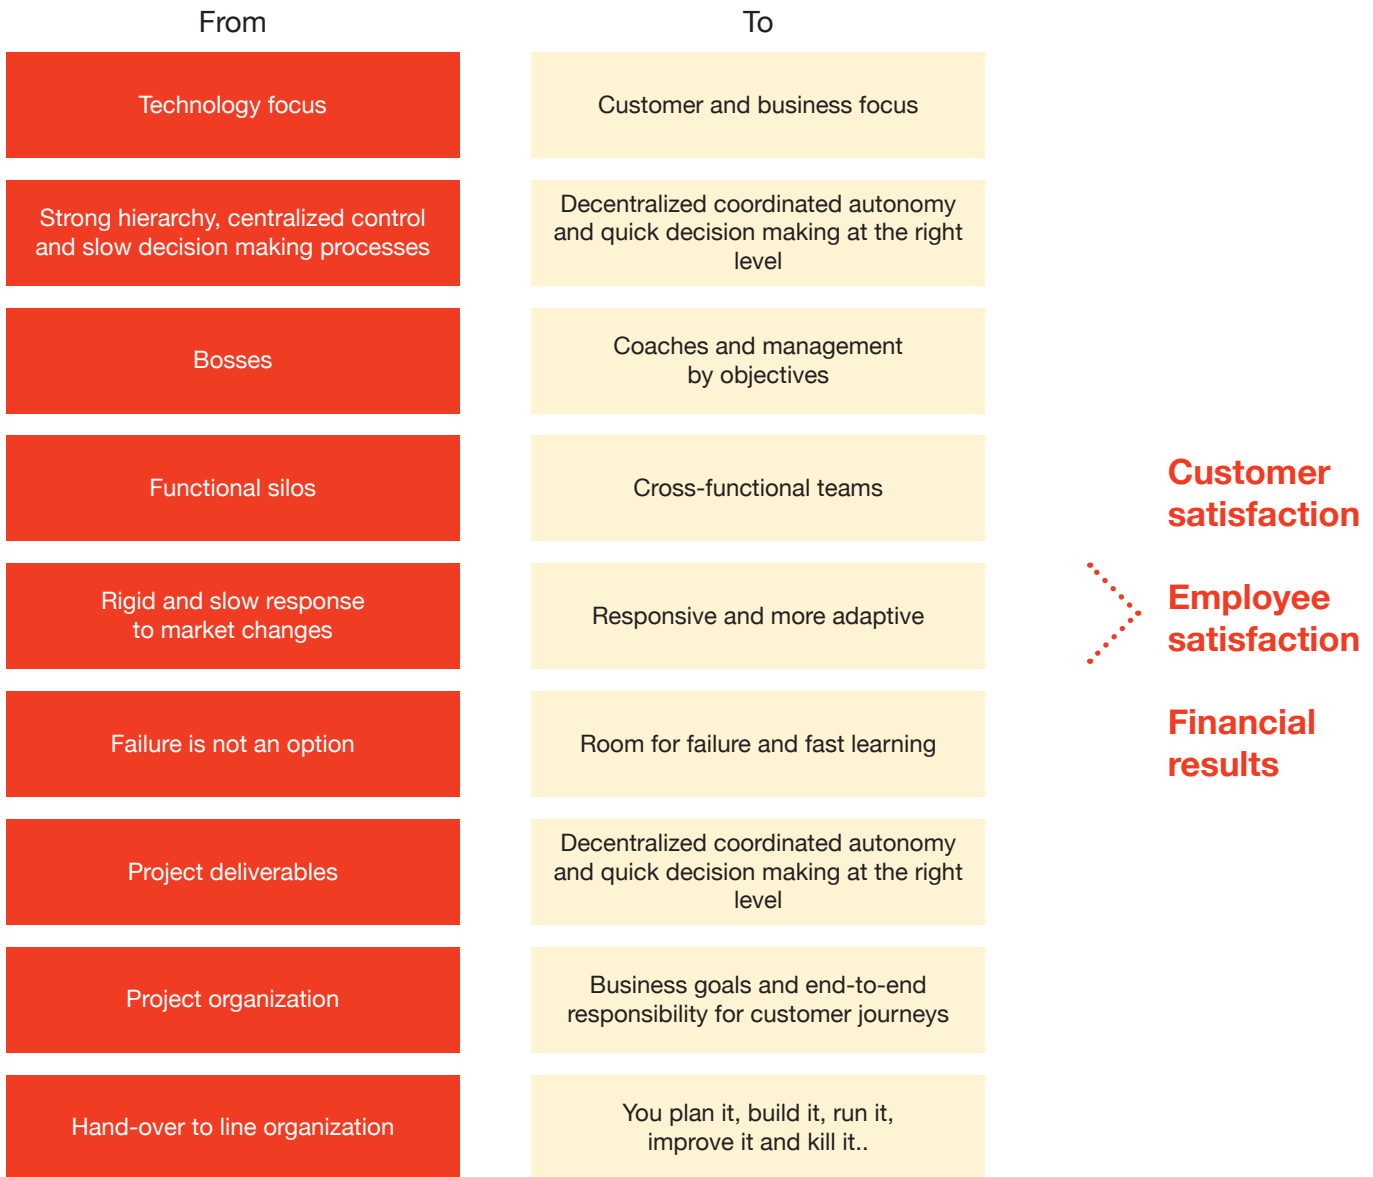 From
To
Technology focus
Customer and business focus
Strong hierarchy, centralized control
and slow decision making processes
Decentralized coordinated autonomy
and quick decision making at the right
level
Bosses
Coaches and management
by objectives
Functional silos
Cross-functional teams
Rigid and slow response
to market changes
Responsive and more adaptive
Failure is not an option
Room for failure and fast learning
Project deliverables
Decentralized coordinated autonomy
and quick decision making at the right
level
Project organization
Business goals and end-to-end
responsibility for customer journeys
Hand-over to line organization
You plan it, build it, run it,
improve it and kill it..
Customer
satisfaction
Employee
satisfaction
Financial
results